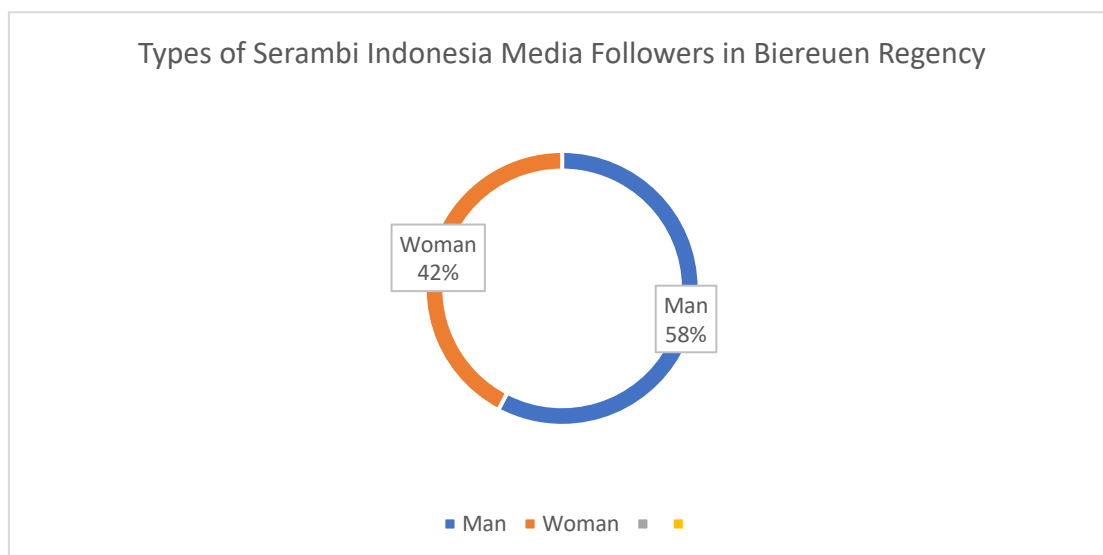 Types of Serambi Indonesia Media Followers in Biereuen Regency
Woman
42%
Man
58%
Man Woman